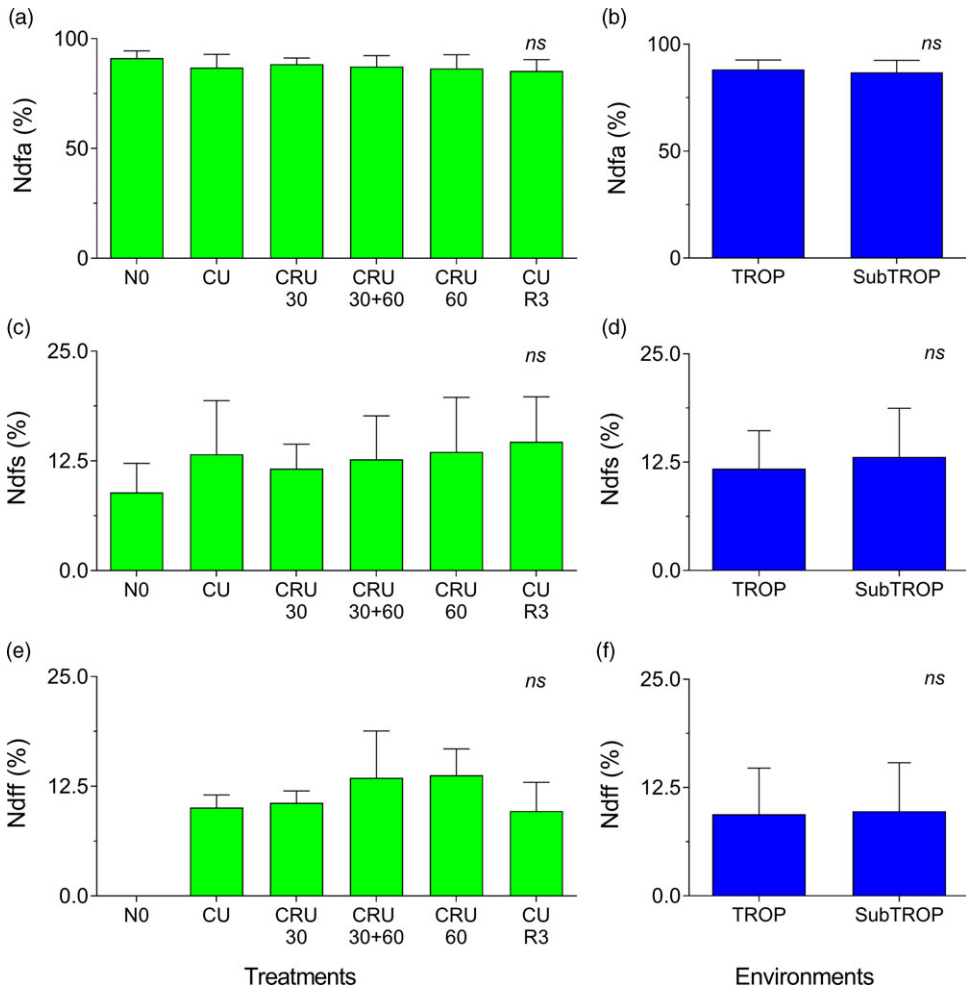 (a)
Ndfa (%)
100
50
0
ns
N0 CU CRU CRU CRU CU
30 30+60 60 R3
(b)
Ndfa (%)
100
50
0
ns
TROP SubTROP
(c)
Ndfs (%)
25.0
12.5
0.0
ns
N0 CU CRU CRU CRU CU
30 30+60 60 R3
(d)
Ndfs (%)
25.0
12.5
0.0
ns
TROP SubTROP
(e)
Ndff (%)
25.0
12.5
0.0
ns
N0 CU CRU CRU CRU CU
30 30+60 60 R3
Treatments
(f)
Ndff (%)
25.0
12.5
0.0
ns
TROP SubTROP
Environments